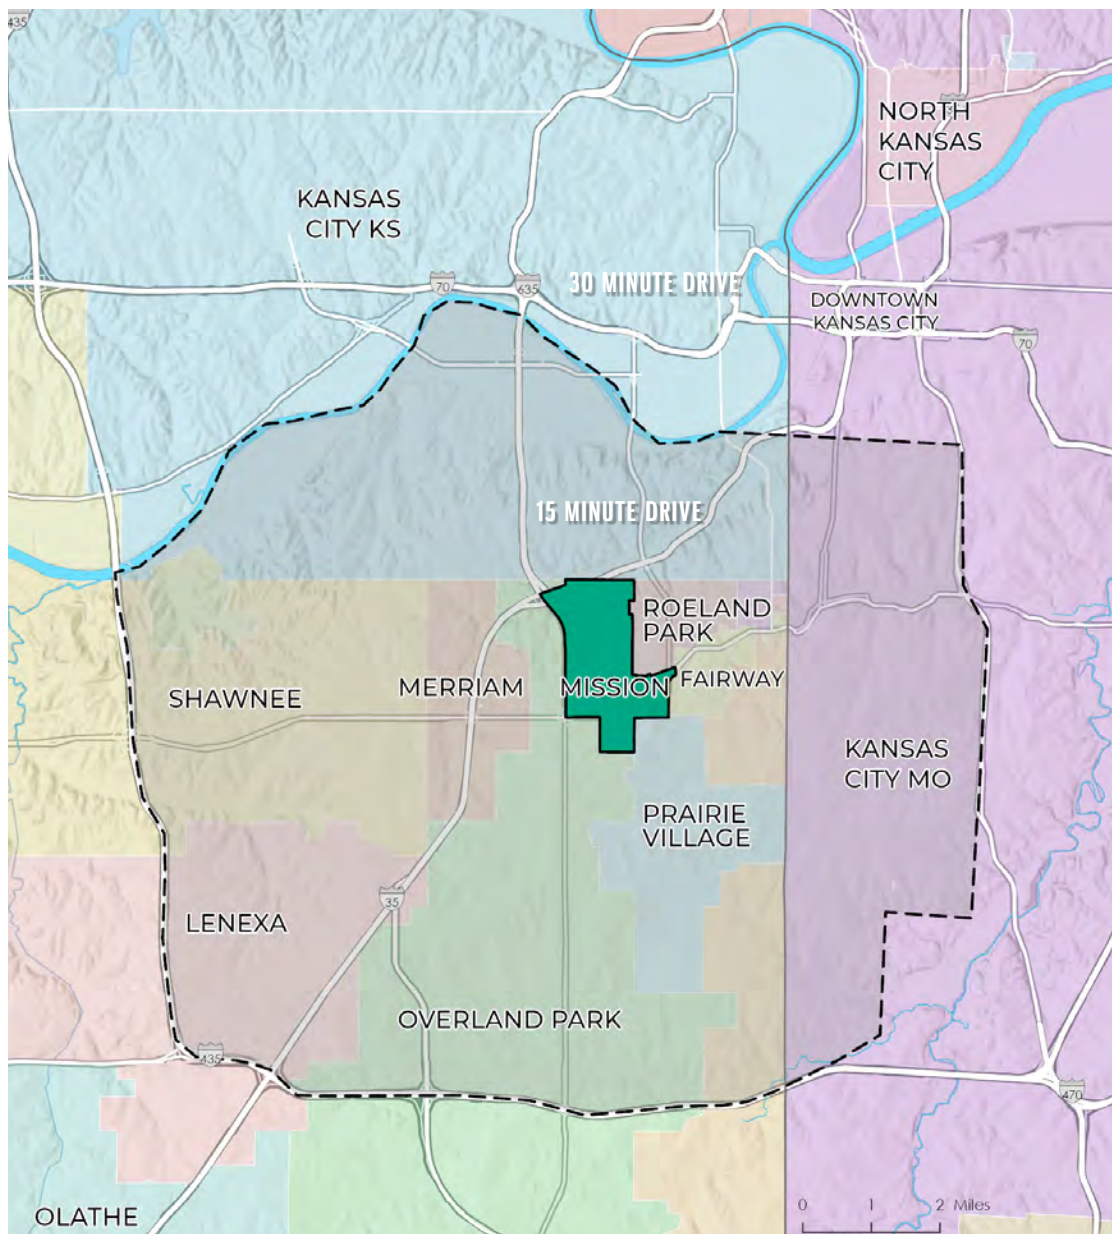 435
NORTH
KANSAS
CITY
KANSAS
CITY KS
70
635
30 MINUTE DRIVE
DOWNTOWN
KANSAS CITY
70
15 MINUTE DRIVE
ROELAND
PARK
SHAWNEE
MERRIAM
MISSION
FAIRWAY
KANSAS
CITY MO
PRAIRIE
VILLAGE
LENEXA
35
OVERLAND PARK
435
470
OLATHE
0 1 2 Miles